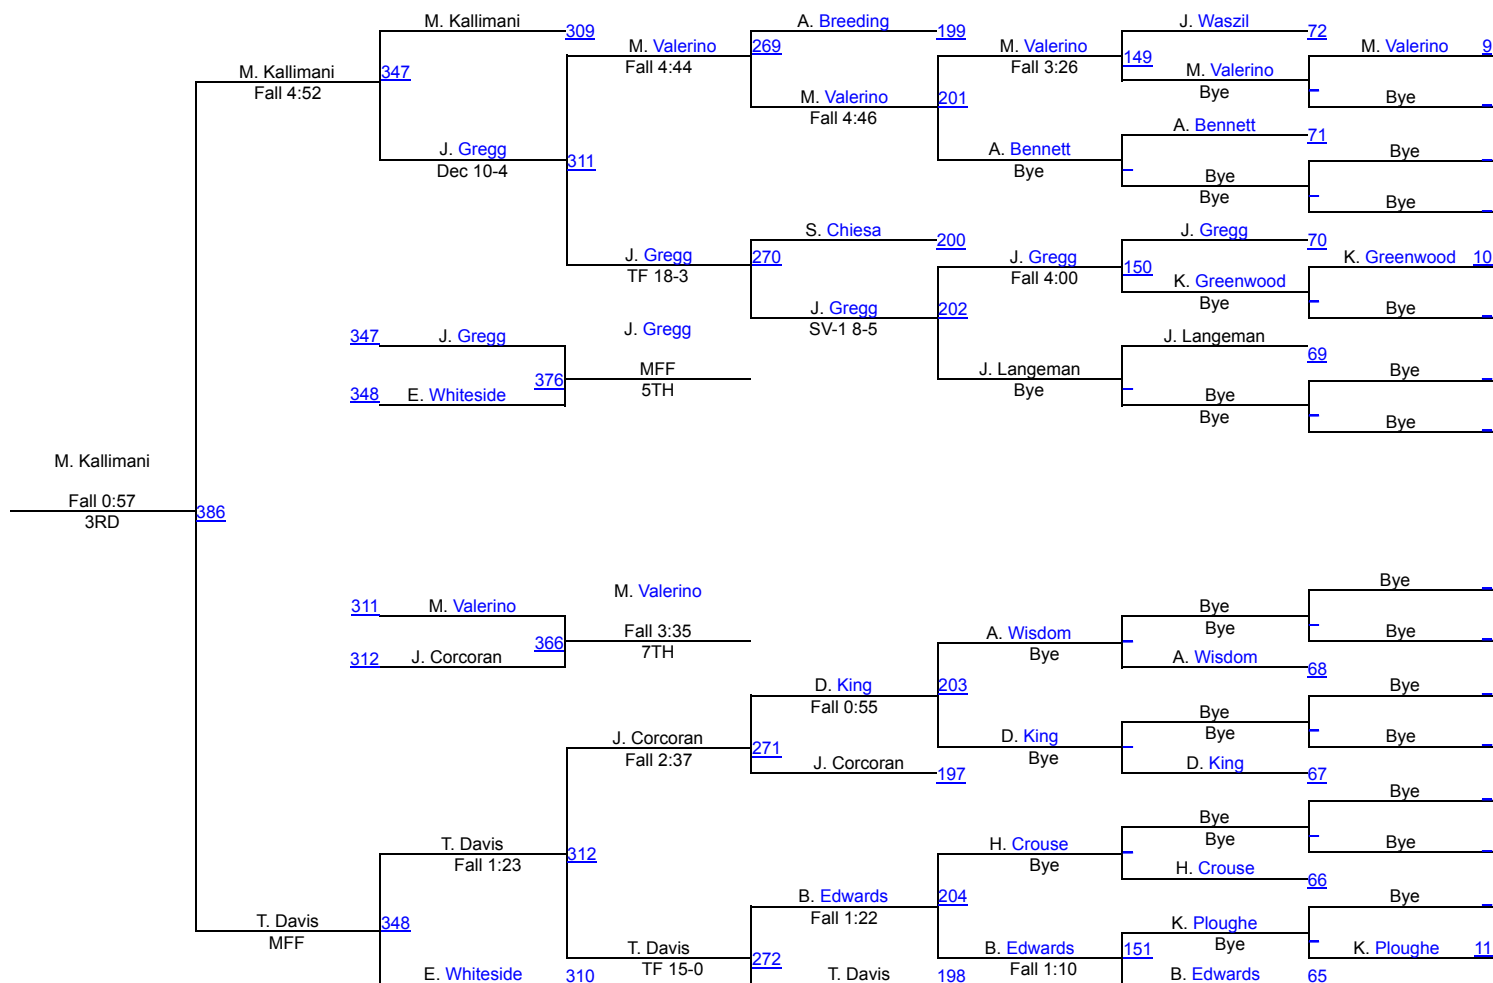 M. Kallimani A. Breeding J. Waszil
309 199 72
M. Valerino 269 M. Valerino M. Valerino 9
Fall 4:44 Fall 3:26 149
M. Kallimani 347 M. Valerino
Fall 4:52 Bye
M. Valerino 201 Bye
Fall 4:46
A. Bennett
71
J. Gregg 311 A. Bennett Bye
Dec 10-4 Bye
Bye
Bye Bye
S. Chiesa J. Gregg
200 70
J. Gregg 270 J. Gregg K. Greenwood 10
TF 18-3 Fall 4:00 150
K. Greenwood
Bye
J. Gregg 202 Bye
SV-1 8-5
347 J. Gregg J. Gregg J. Langeman
69
376 MFF J. Langeman Bye
5TH Bye
348 E. Whiteside Bye
Bye Bye
M. Kallimani
Fall 0:57
3RD 386
Bye
M. Valerino
311 M. Valerino Bye
Bye
366 Fall 3:35 A. Wisdom Bye
7TH Bye
312 J. Corcoran A. Wisdom
68
D. King 203 Bye
Fall 0:55
Bye
Bye
J. Corcoran 271 D. King Bye
Fall 2:37 Bye
J. Corcoran 197 D. King 67
Bye
Bye
Bye
T. Davis 312 H. Crouse Bye
Fall 1:23 Bye
H. Crouse
66
B. Edwards 204 Bye
Fall 1:22
T. Davis 348 K. Ploughe
MFF Bye
T. Davis 272 B. Edwards 151 K. Ploughe 11
TF 15-0 Fall 1:10
E. Whiteside 310 T. Davis 198 B. Edwards 65